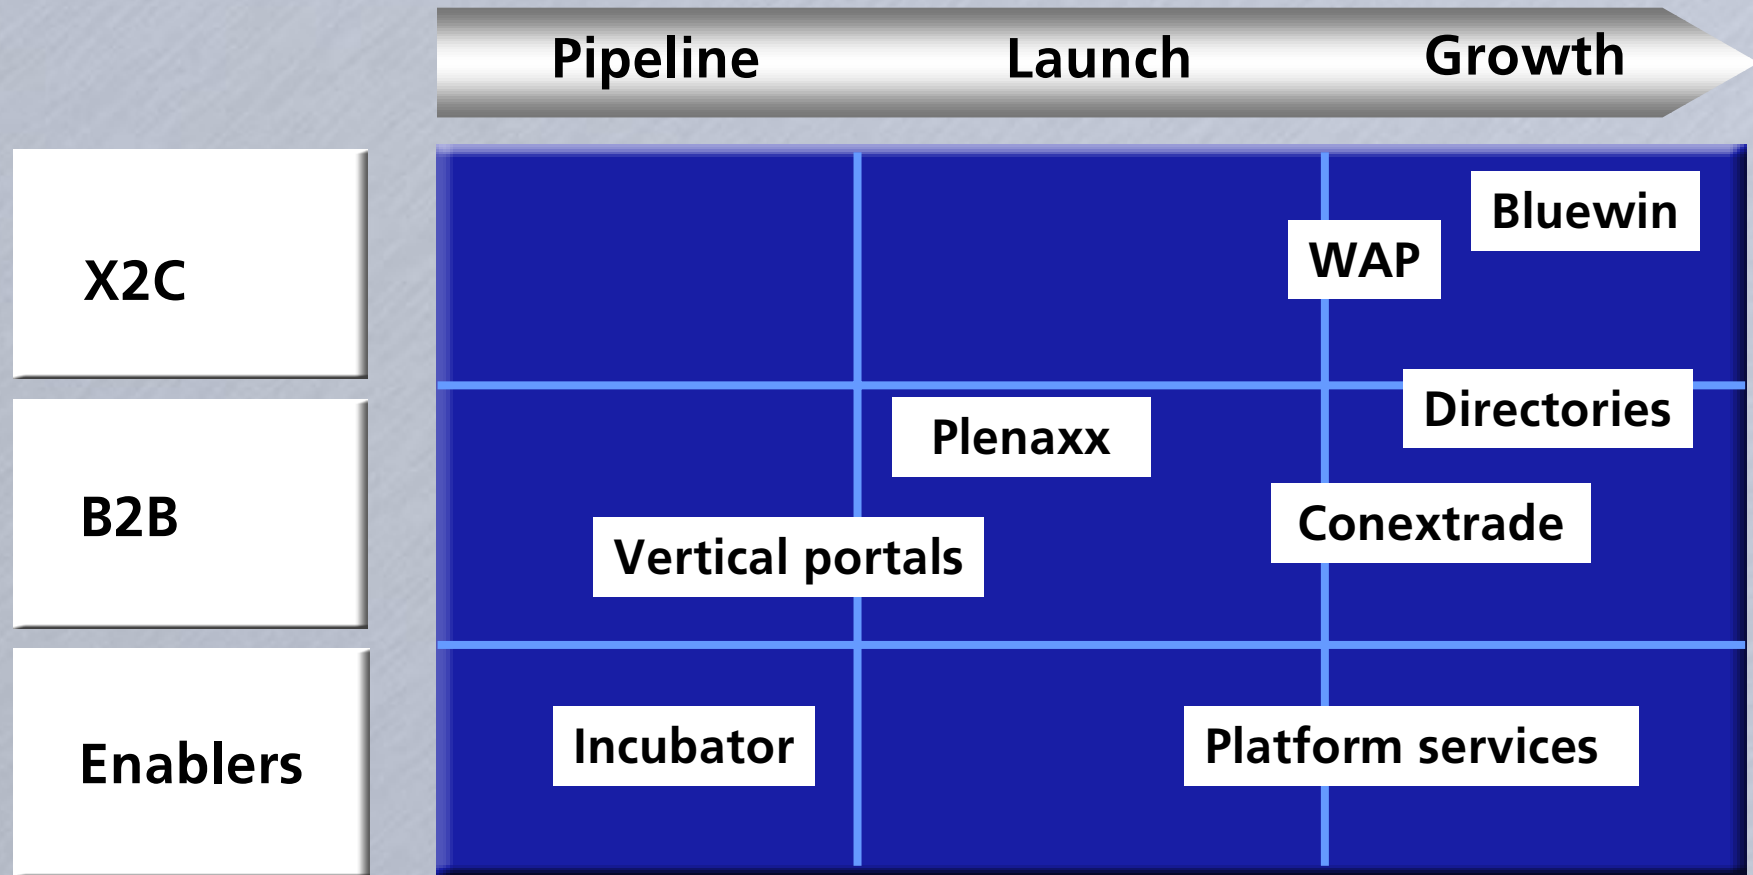 Pipeline
Launch
Growth
X2C
Bluewin
WAP
Directories
B2B
Plenaxx
Conextrade
Vertical portals
Enablers
Incubator
Platform services